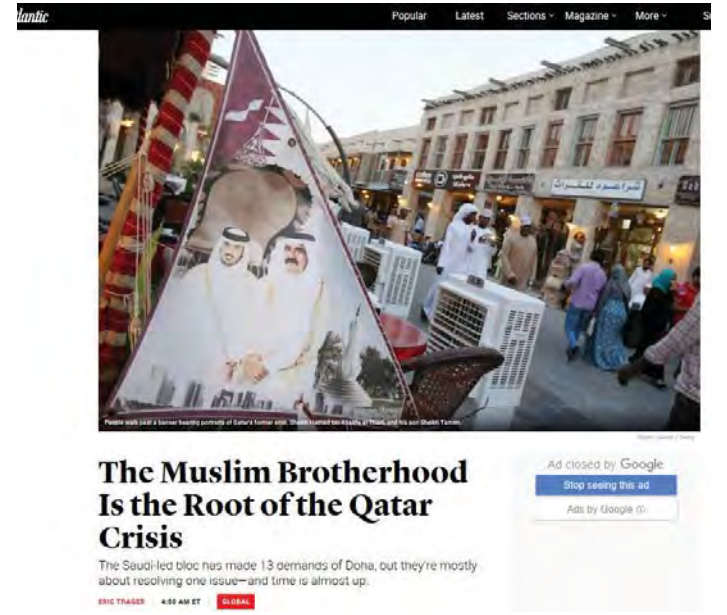 lantic
Popular Latest Sections Magazine More
People walk past a banner bearing portraits of Qatar's former emir, Sheikh Hamad bin Khalifa al-Thani, and his son Sheikh Tamim.
The Muslim Brotherhood
Is the Root of the Qatar
Crisis
The Saudi-led bloc has made 13 demands of Doha, but they're mostly
about resolving one issue—and time is almost up.
ERIC TRAGER 4:50 AM ET GLOBAL
Ad closed by Google
Stop seeing this ad
Ads by Google